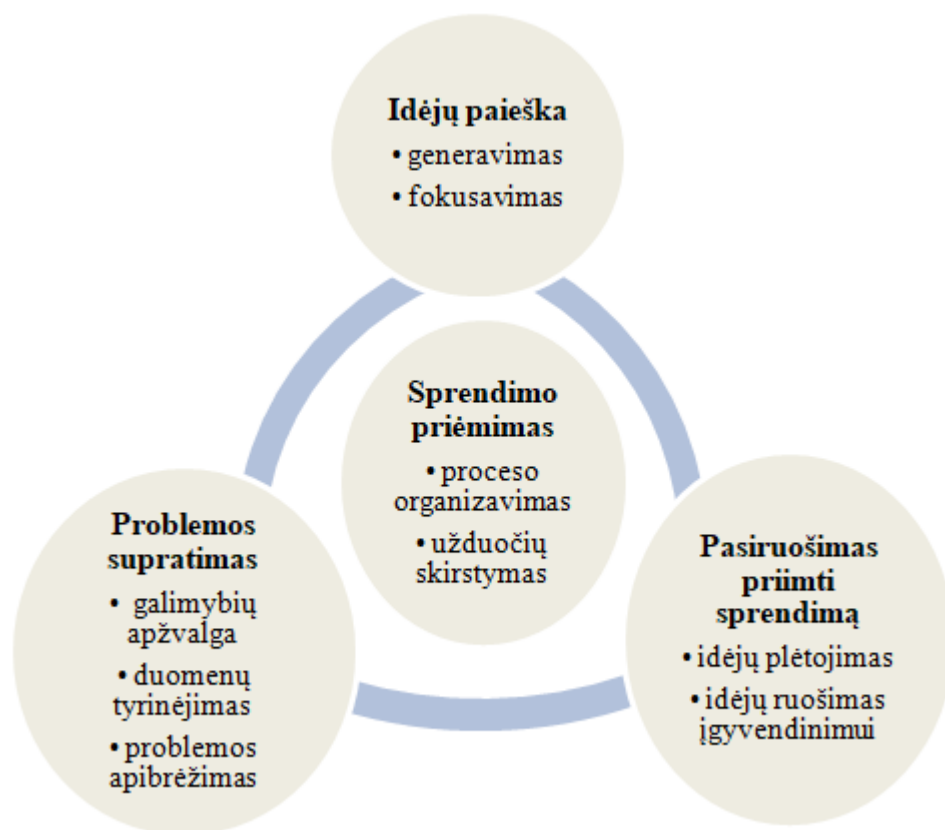 Idėjų paieška
• generavimas
• fokusavimas
Sprendimo
priėmimas
• proceso
organizavimas
• užduočių
skirstymas
Problemos
supratimas
• galimybių
apžvalga
• duomenų
tyrinėjimas
• problemos
apibrėžimas
Pasiruošimas
priimti
sprendimą
• idėjų plėtojimas
• idėjų ruošimas
įgyvendinimui